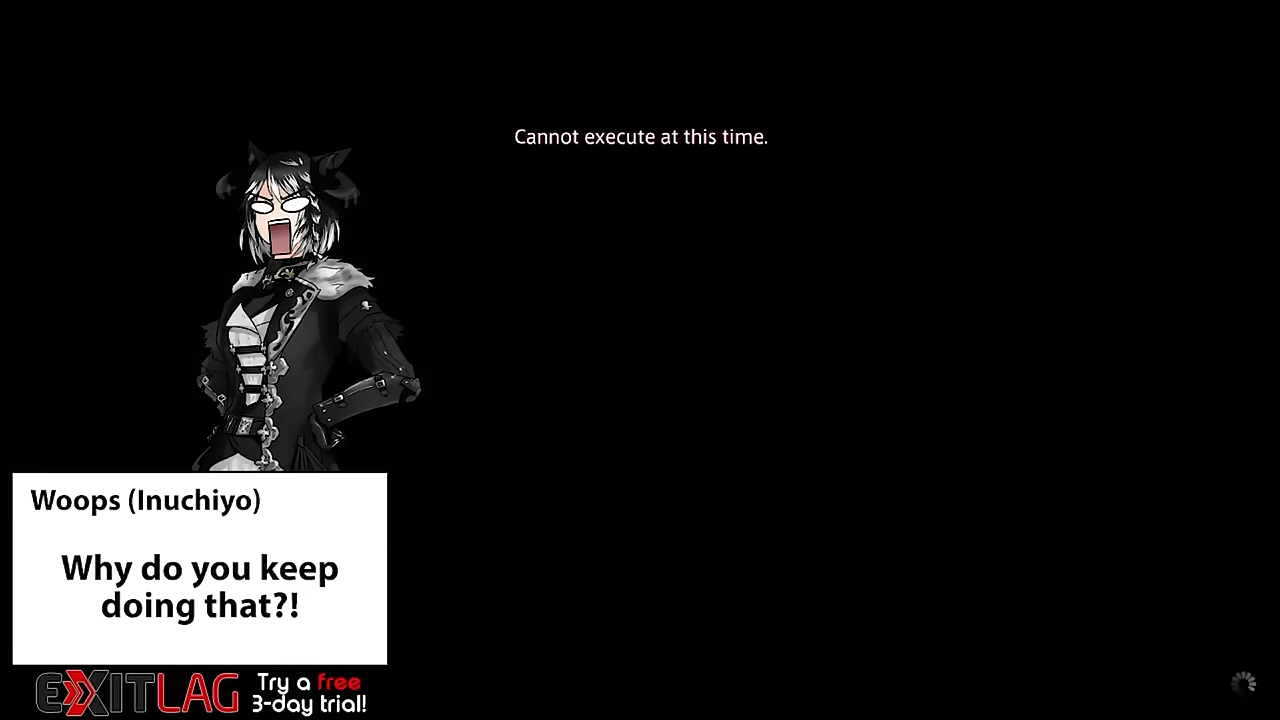 Cannot execute at this time.
Woops (Inuchiyo)
Why do you keep
doing that?!
EXITLAG
Try a free
3-day trial!